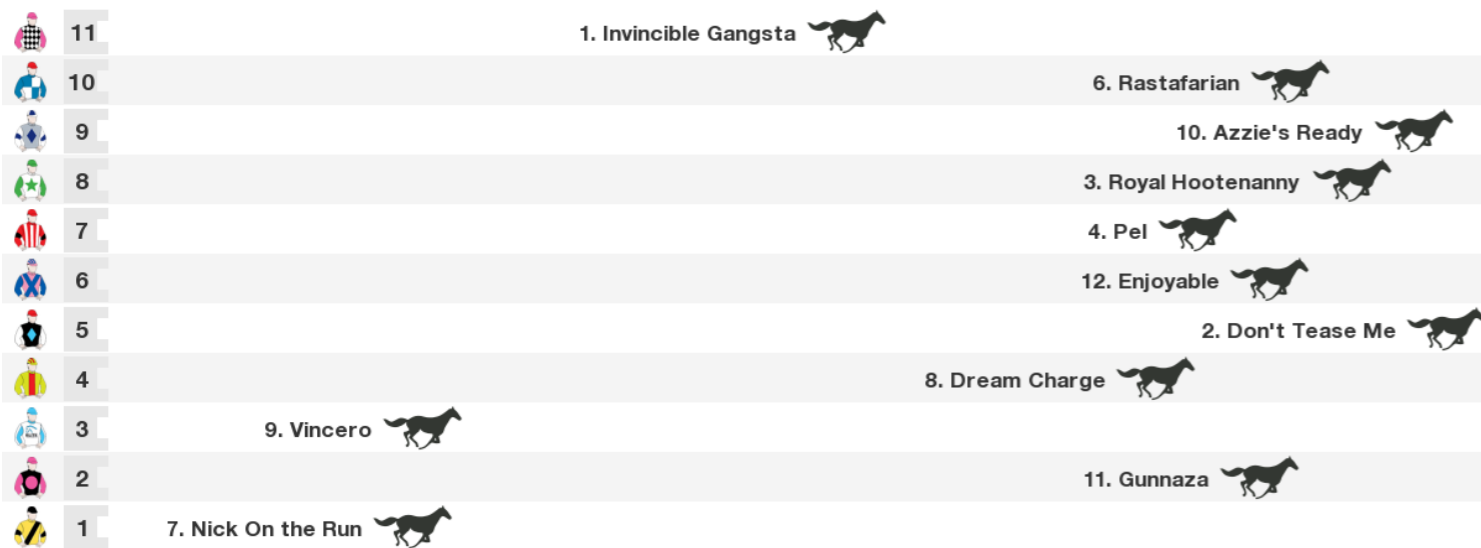 11 1. Invincible Gangsta
10 6. Rastafarian
9 10. Azzie's Ready
8 3. Royal Hootenanny
7 4. Pel
6 12. Enjoyable
5 2. Don't Tease Me
4 8. Dream Charge
3 9. Vincero
2 11. Gunnaza
1 7. Nick On the Run